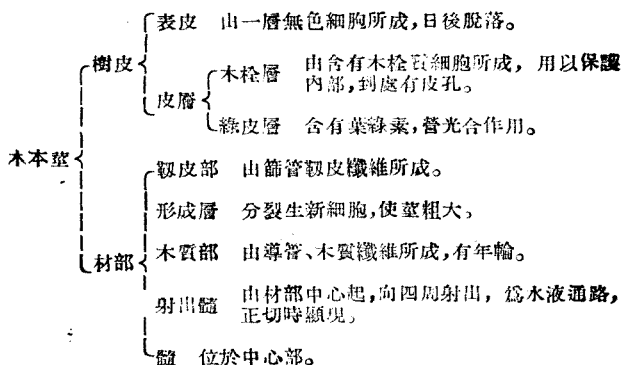 表皮 由一層無色細胞所成,日後脫落。
樹皮
木栓層 由含有木栓質細胞所成,用以保護
內部,到處有皮孔。
皮層
綠皮層 含有葉綠素,營光合作用。
木本莖
韌皮部 由篩管韌皮纖維所成。
形成層 分裂生新細胞,使莖粗大。
木質部 由導管、木質纖維所成,有年輪。
材部
射出髓 由材部中心起,向四周射出,爲水液通路,
正切時顯現。
髓 位於中心部。